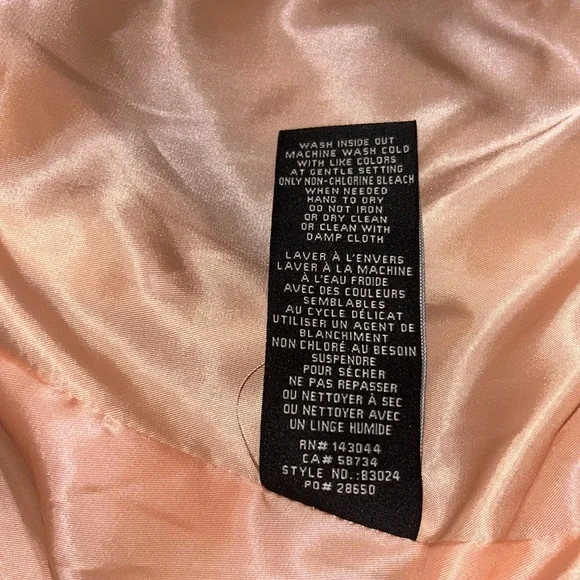 WASH INSIDE OUT
MACHINE WASH COLD
WITH LIKE COLORS
AT GENTLE SETTING
ONLY NON-CHLORINE BLEACH
WHEN NEEDED
HANG TO DRY
DO NOT IRON
OR DRY CLEAN
OR CLEAN WITH
DAMP CLOTH
LAVER À L'ENVERS
LAVER À LA MACHINE
À L'EAU FROIDE
AVEC DES COULEURS
SEMBLABLES
AU CYCLE DÉLICAT
UTILISER UN AGENT DE
BLANCHIMENT
NON CHLORÉ AU BESOIN
SUSPENDRE
POUR SÉCHER
NE PAS REPASSER
OU NETTOYER À SEC
OU NETTOYER AVEC
UN LINGE HUMIDE
RN# 143044
CA# 58734
STYLE NO.:83024
PO# 28650